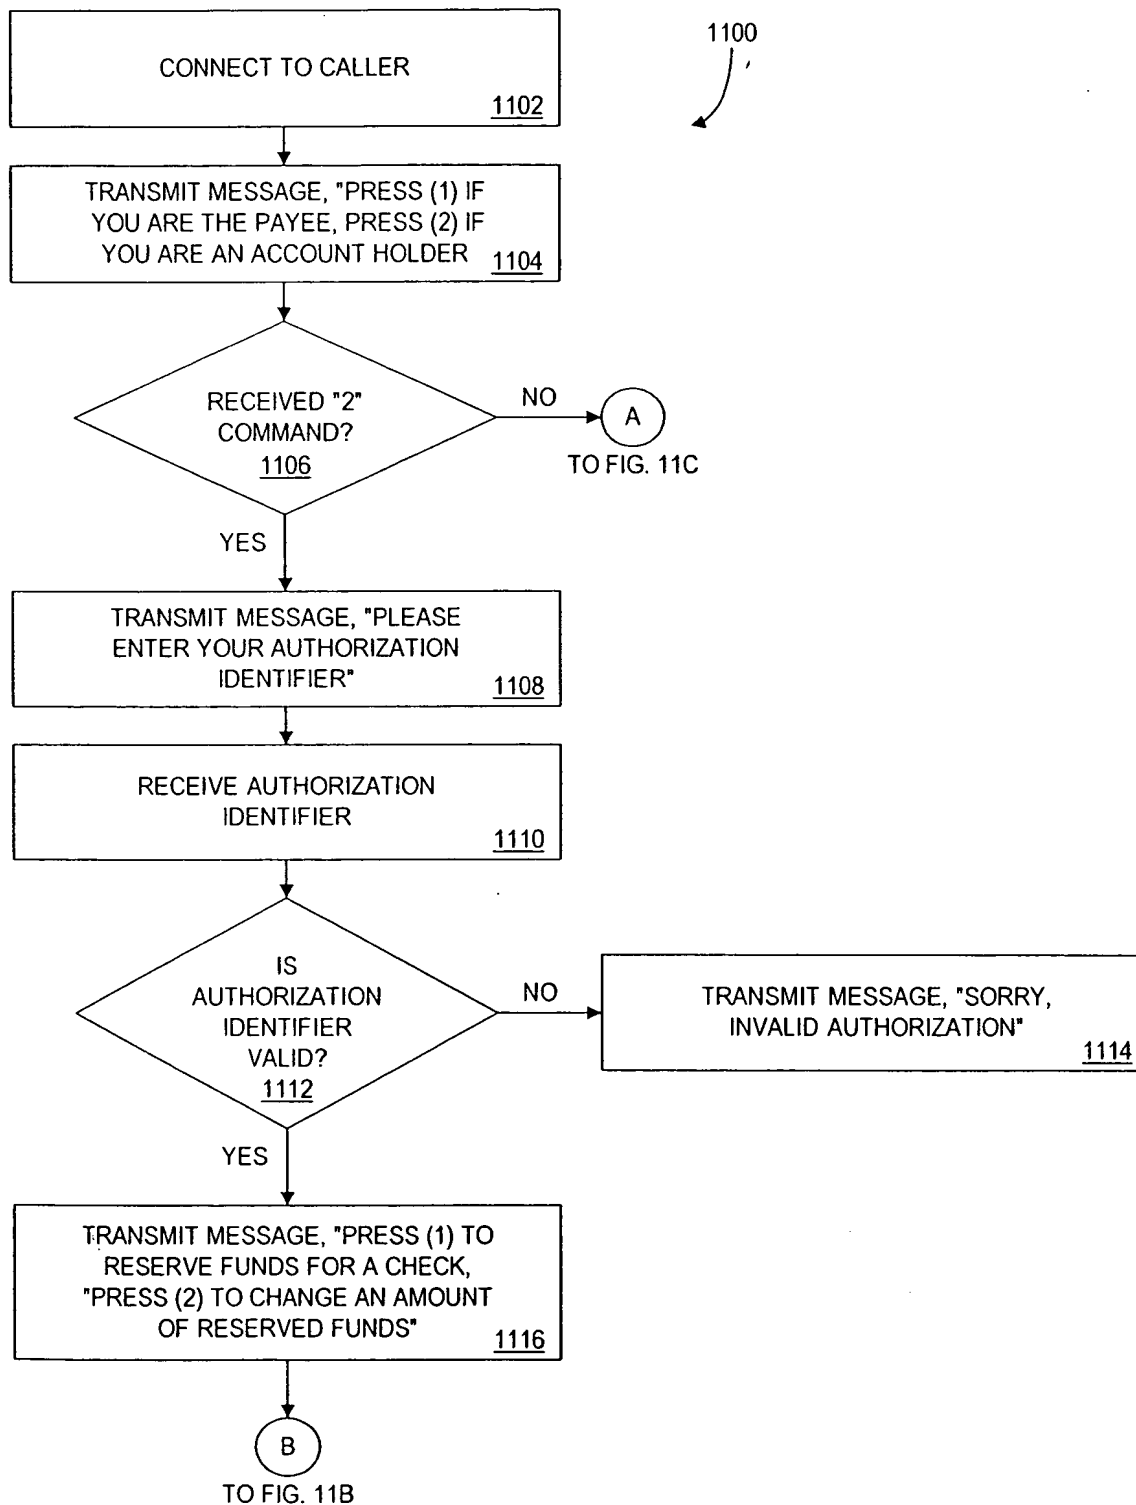 CONNECT TO CALLER
1102
1100
TRANSMIT MESSAGE, "PRESS (1) IF
YOU ARE THE PAYEE, PRESS (2) IF
YOU ARE AN ACCOUNT HOLDER
1104
RECEIVED "2"
COMMAND?
1106
NO
A
TO FIG. 11C
YES
TRANSMIT MESSAGE, "PLEASE
ENTER YOUR AUTHORIZATION
IDENTIFIER"
1108
RECEIVE AUTHORIZATION
IDENTIFIER
1110
IS
AUTHORIZATION
IDENTIFIER
VALID?
1112
NO
TRANSMIT MESSAGE, "SORRY,
INVALID AUTHORIZATION"
1114
YES
TRANSMIT MESSAGE, "PRESS (1) TO
RESERVE FUNDS FOR A CHECK,
"PRESS (2) TO CHANGE AN AMOUNT
OF RESERVED FUNDS"
1116
B
TO FIG. 11B